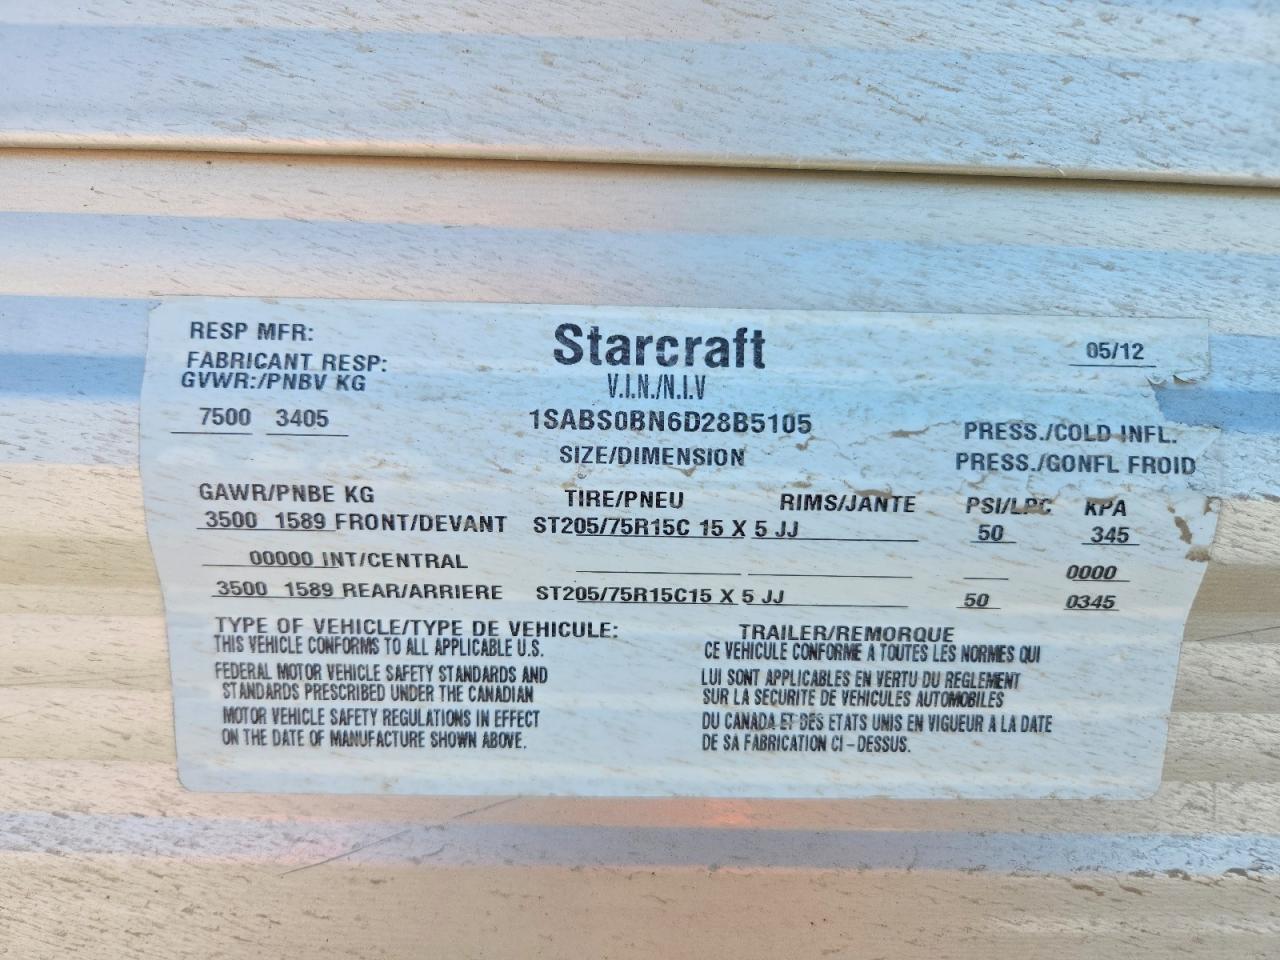 RESP MFR: Starcraft 05/12
FABRICANT RESP:
GVWR:/PNBV KG V.I.N./N.I.V
7500 3405 1SABS0BN6D28B5105 PRESS./COLD INFL.
SIZE/DIMENSION PRESS./GONFL FROID
GAWR/PNBE KG TIRE/PNEU RIMS/JANTE PSI/LPC KPA
3500 1589 FRONT/DEVANT ST205/75R15C 15 X 5 JJ 50 345
00000 INT/CENTRAL 0000
3500 1589 REAR/ARRIERE ST205/75R15C15 X 5 JJ 50 0345
TYPE OF VEHICLE/TYPE DE VEHICULE: TRAILER/REMORQUE
THIS VEHICLE CONFORMS TO ALL APPLICABLE U.S.
FEDERAL MOTOR VEHICLE SAFETY STANDARDS AND
STANDARDS PRESCRIBED UNDER THE CANADIAN
MOTOR VEHICLE SAFETY REGULATIONS IN EFFECT
ON THE DATE OF MANUFACTURE SHOWN ABOVE.
CE VEHICULE CONFORME A TOUTES LES NORMES QUI
LUI SONT APPLICABLES EN VERTU DU REGLEMENT
SUR LA SECURITE DE VEHICULES AUTOMOBILES
DU CANADA ET DES ETATS UNIS EN VIGUEUR A LA DATE
DE SA FABRICATION CI-DESSUS.